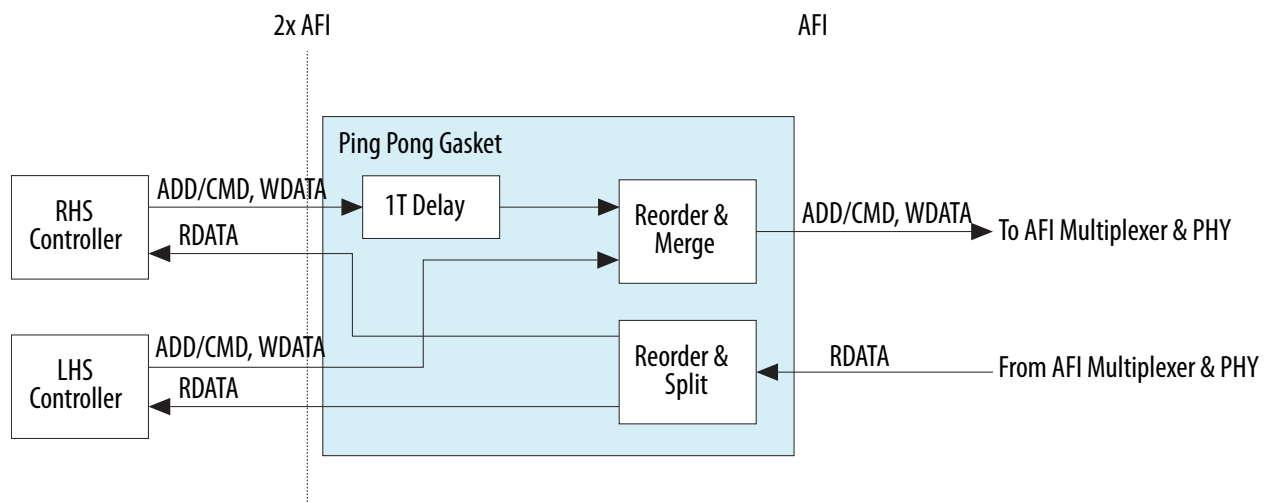 2x AFI
AFI
Ping Pong Gasket
RHS
Controller
ADD/CMD, WDATA
RDATA
1T Delay
Reorder &
Merge
ADD/CMD, WDATA
To AFI Multiplexer & PHY
LHS
Controller
ADD/CMD, WDATA
RDATA
Reorder &
Split
RDATA
From AFI Multiplexer & PHY